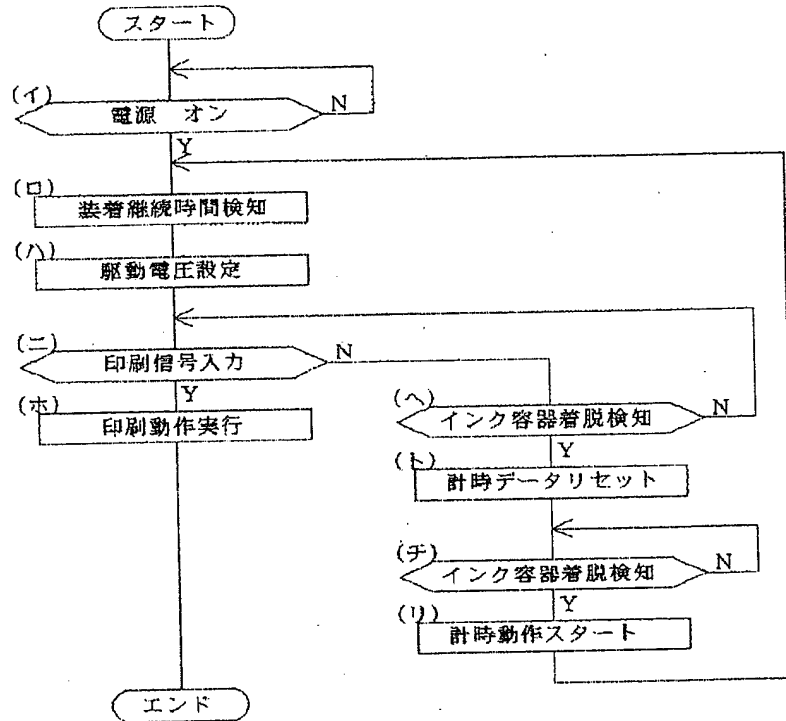 スタート
(イ)
電源 オン
N
Y
(ロ)
装着継続時間検知
(ハ)
駆動電圧設定
(ニ)
印刷信号入力
N
Y
(ホ)
印刷動作実行
(ヘ)
インク容器着脱検知
N
Y
(ト)
計時データリセット
(チ)
インク容器着脱検知
N
Y
(リ)
計時動作スタート
エンド